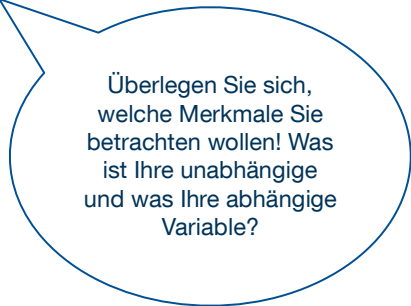 Überlegen Sie sich,
welche Merkmale Sie
betrachten wollen! Was
ist Ihre unabhängige
und was Ihre abhängige
Variable?